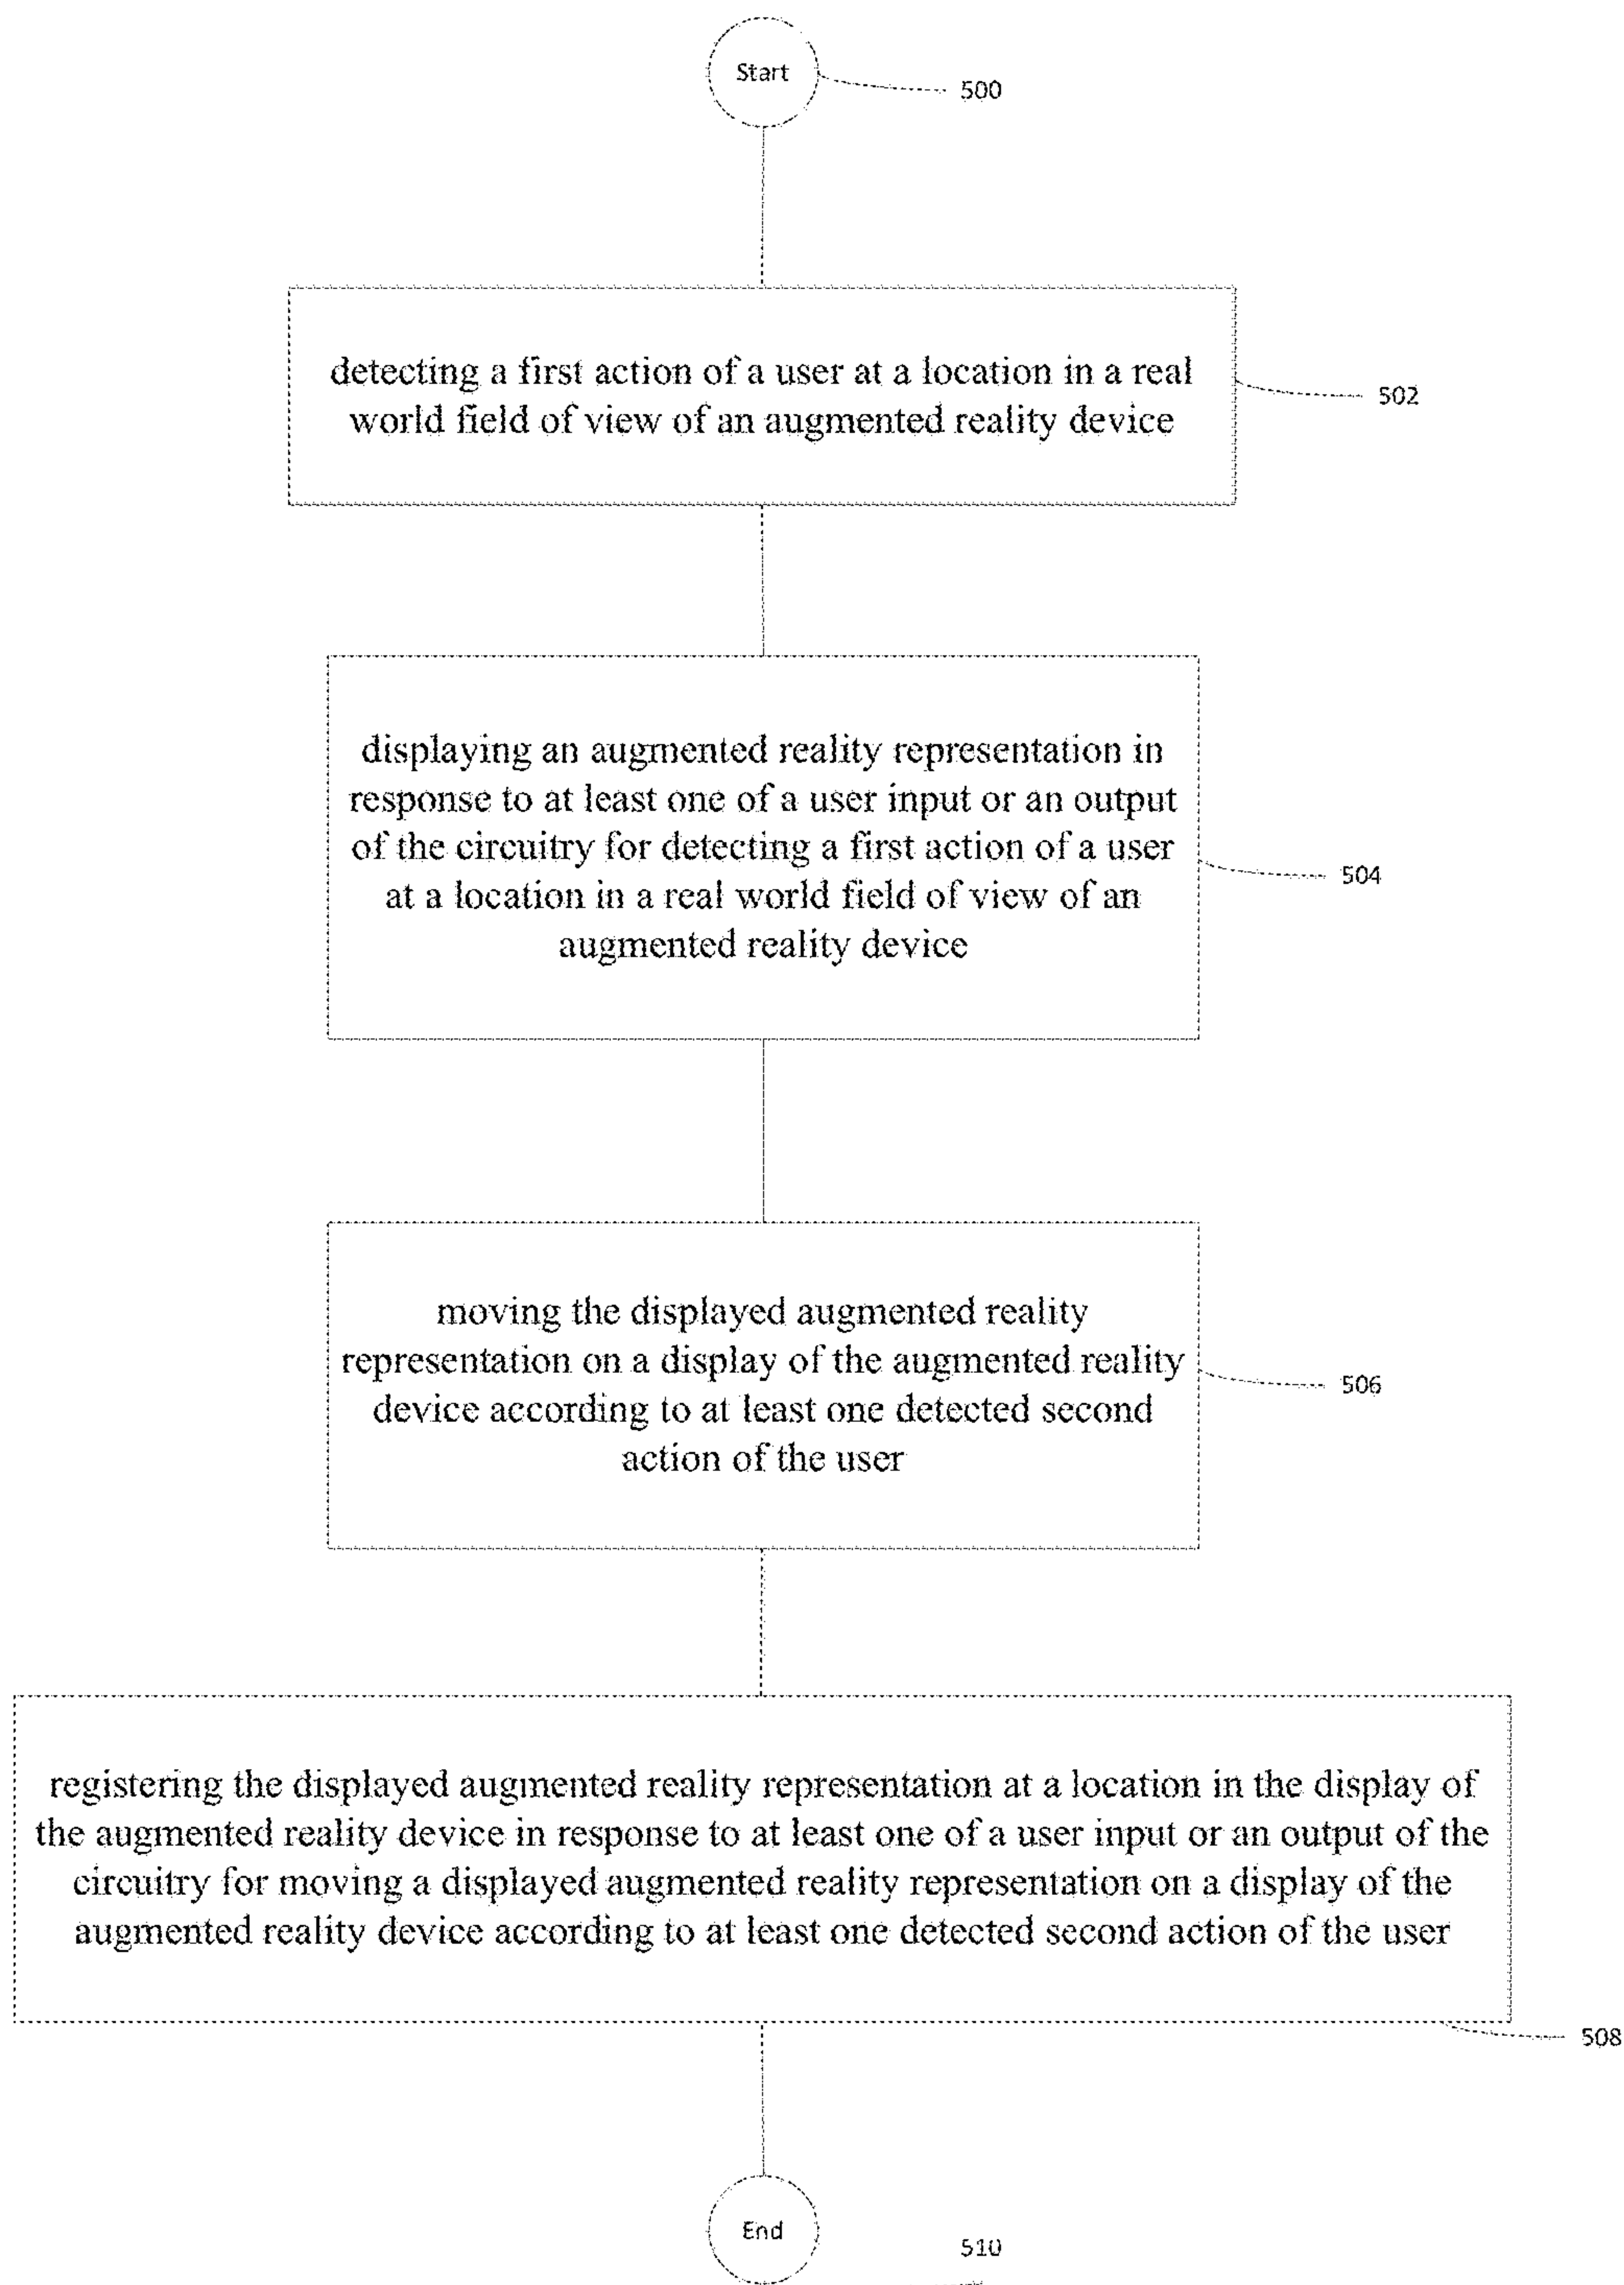 Start
500
detecting a first action of a user at a location in a real
world field of view of an augmented reality device
502
displaying an augmented reality representation in
response to at least one of a user input or an output
of the circuitry for detecting a first action of a user
at a location in a real world field of view of an
augmented reality device
504
moving the displayed augmented reality
representation on a display of the augmented reality
device according to at least one detected second
action of the user
506
registering the displayed augmented reality representation at a location in the display of
the augmented reality device in response to at least one of a user input or an output of the
circuitry for moving a displayed augmented reality representation on a display of the
augmented reality device according to at least one detected second action of the user
508
End
510